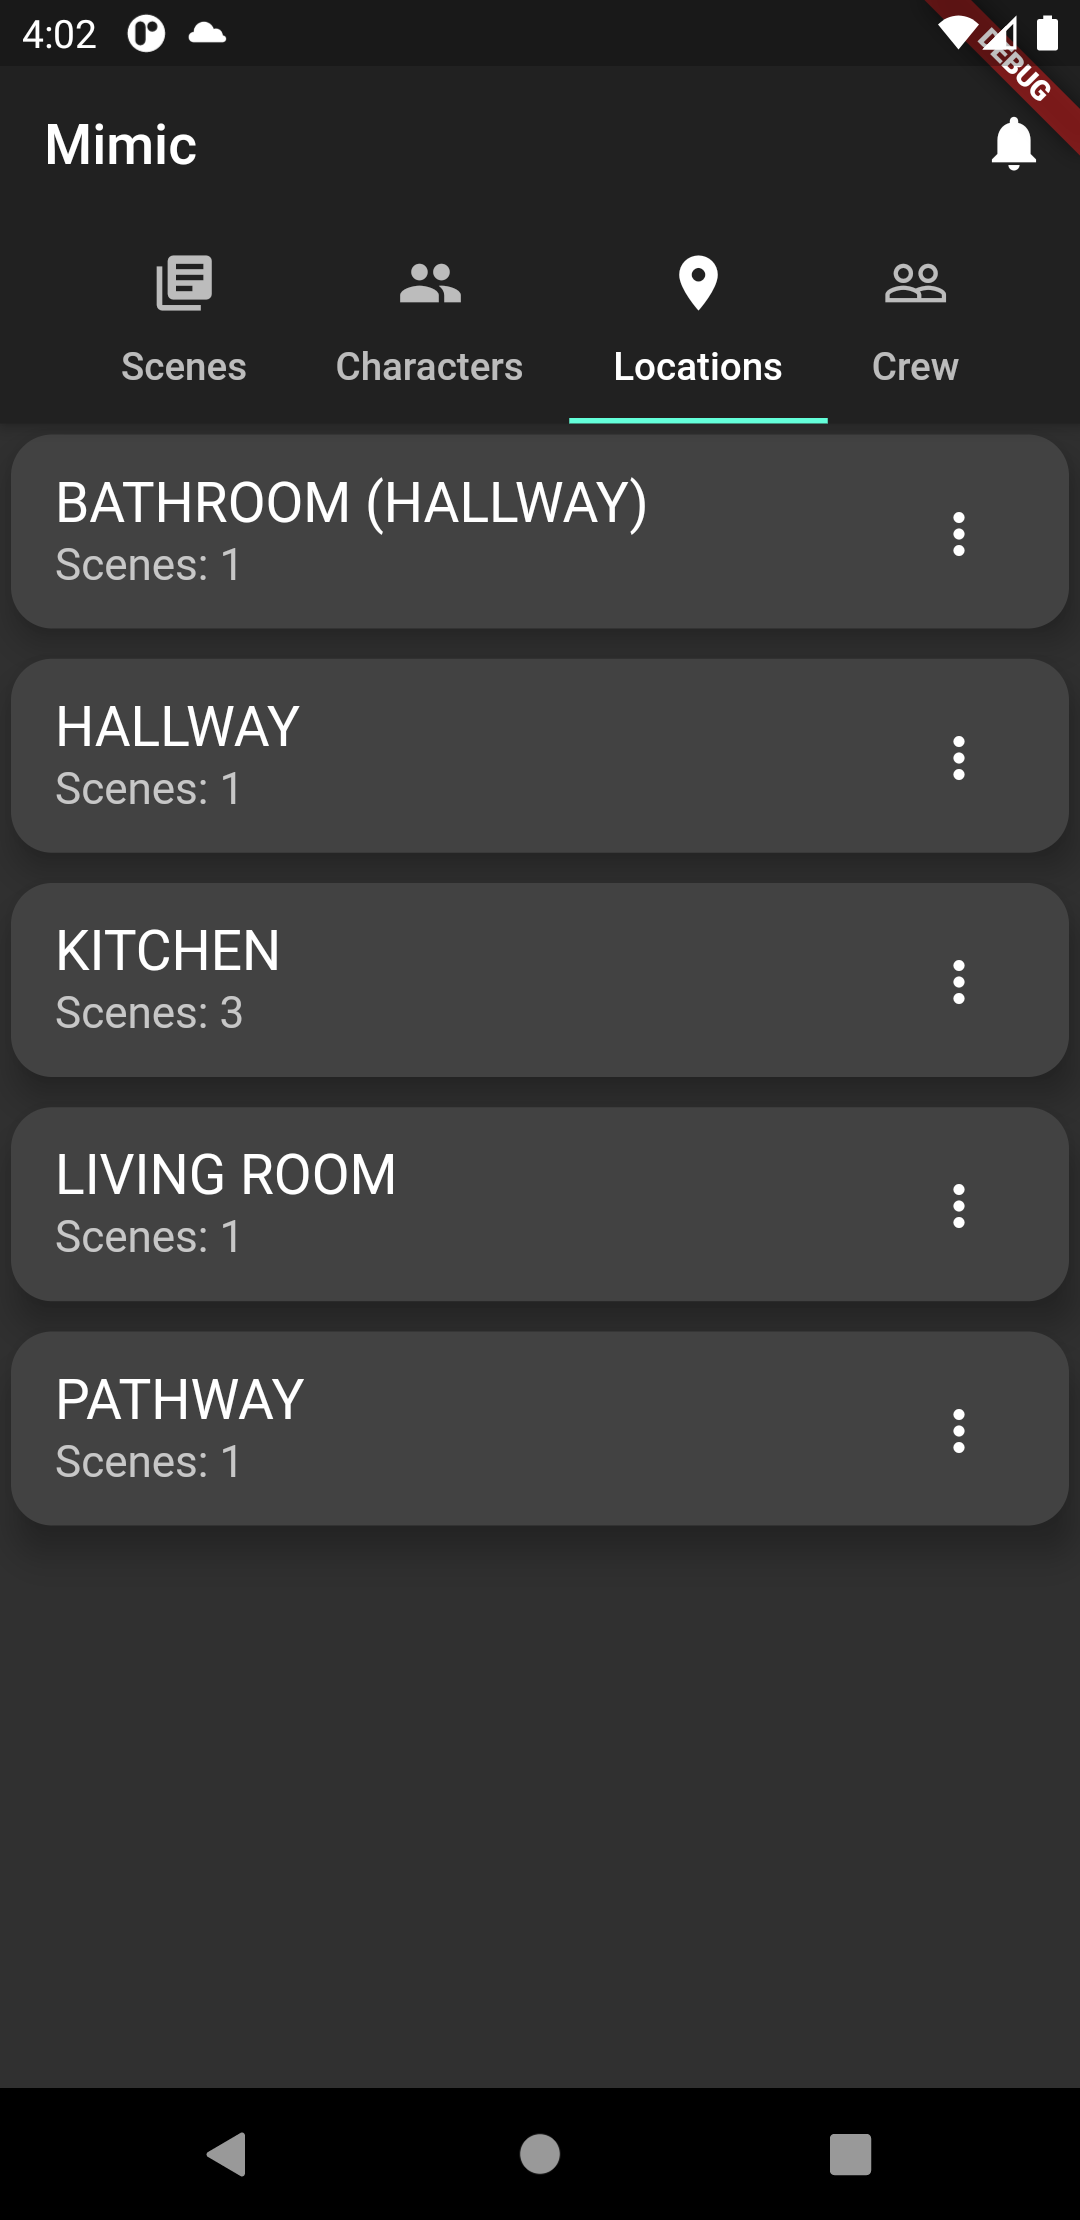 4:02
DEBUG
Mimic
Scenes
Characters
Locations
Crew
BATHROOM (HALLWAY)
Scenes: 1
HALLWAY
Scenes: 1
KITCHEN
Scenes: 3
LIVING ROOM
Scenes: 1
PATHWAY
Scenes: 1